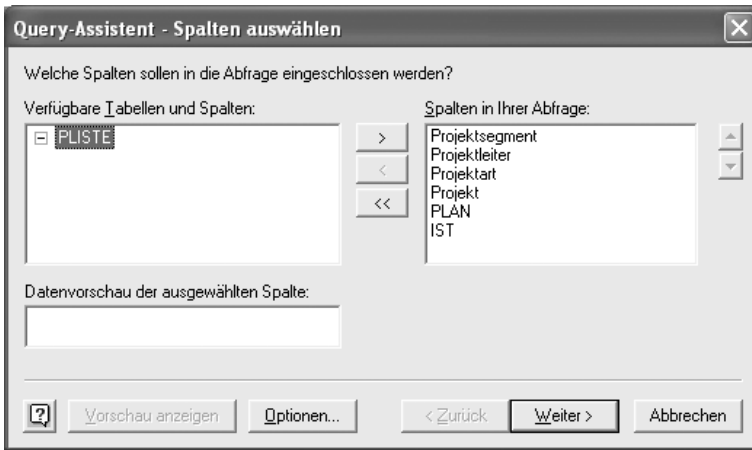 Query-Assistent - Spalten auswählen
Welche Spalten sollen in die Abfrage eingeschlossen werden?
Verfügbare Tabellen und Spalten:
PLISTE
>
<
<<
Spalten in Ihrer Abfrage:
Projektsegment
Projektleiter
Projektart
Projekt
PLAN
IST
Datenvorschau der ausgewählten Spalte:
?
Vorschau anzeigen
Optionen...
< Zurück
Weiter >
Abbrechen